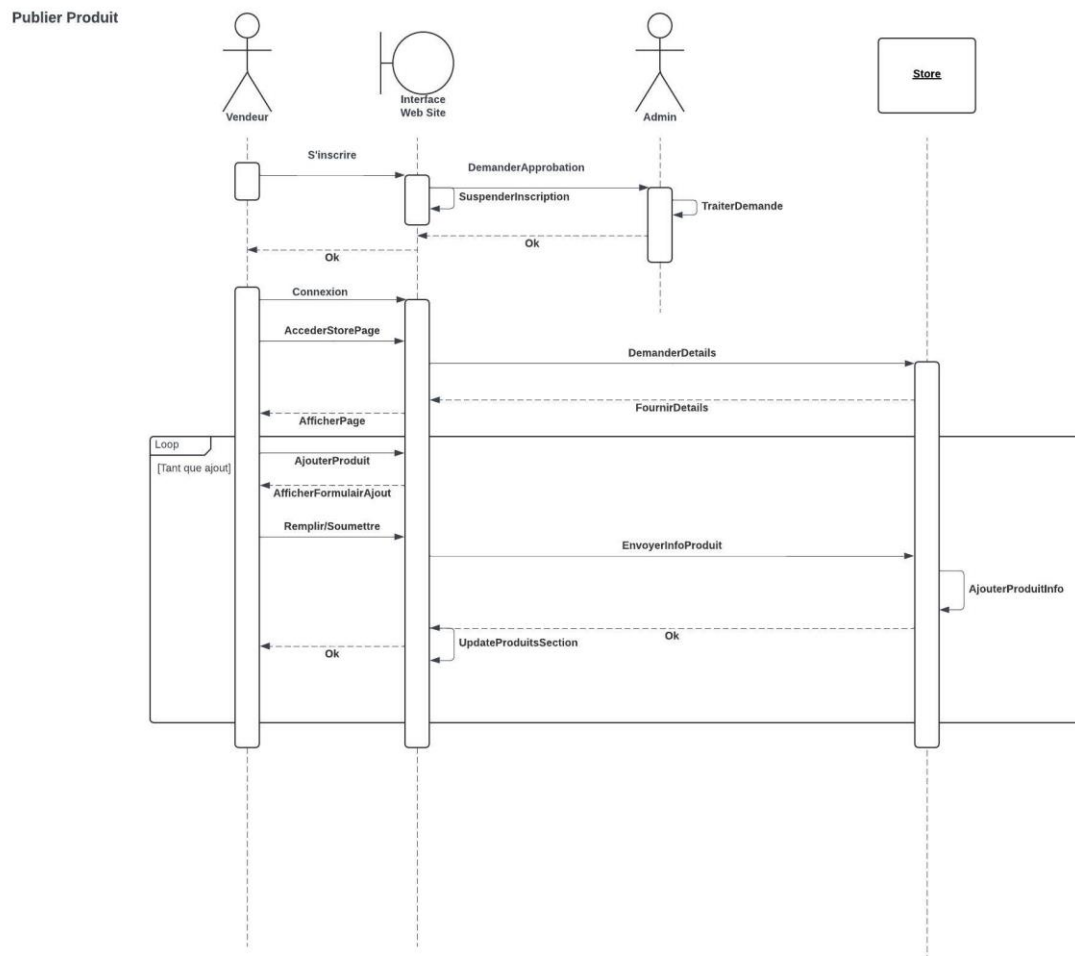 Publier Produit
Vendeur
Interface
Web Site
Admin
Store
S'inscrire
DemanderApprobation
SuspenderInscription
TraiterDemande
Ok
Ok
Connexion
AccederStorePage
DemanderDetails
FournirDetails
AfficherPage
Loop
[Tant que ajout]
AjouterProduit
AfficherFormulairAjout
Remplir/Soumettre
EnvoyerInfoProduit
AjouterProduitInfo
Ok
UpdateProduitsSection
Ok